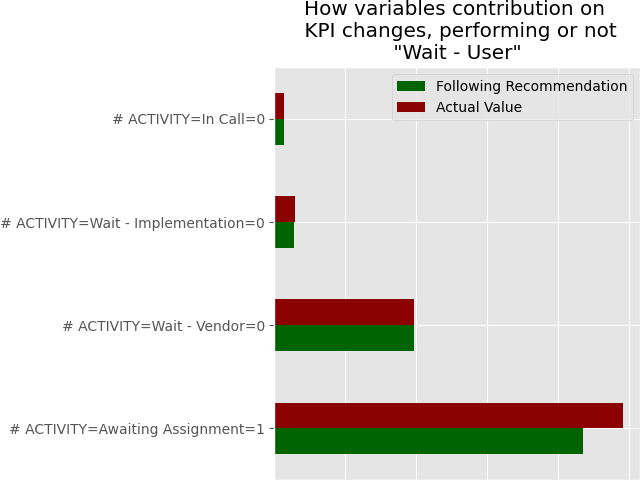 How variables contribution on
KPI changes, performing or not
"Wait - User"
Following Recommendation
Actual Value
# ACTIVITY=In Call=0
# ACTIVITY=Wait - Implementation=0
# ACTIVITY=Wait - Vendor=0
# ACTIVITY=Awaiting Assignment=1